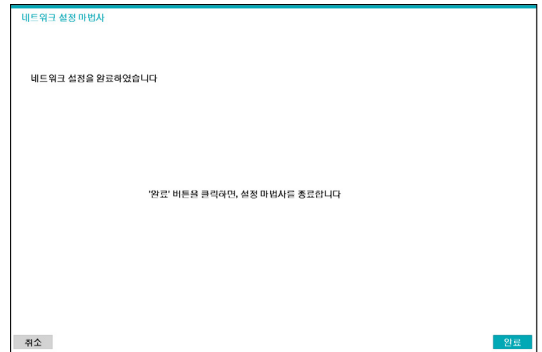 네트워크 설정 마법사
네트워크 설정을 완료하였습니다
'완료' 버튼을 클릭하면, 설정 마법사를 종료합니다
취소
완료